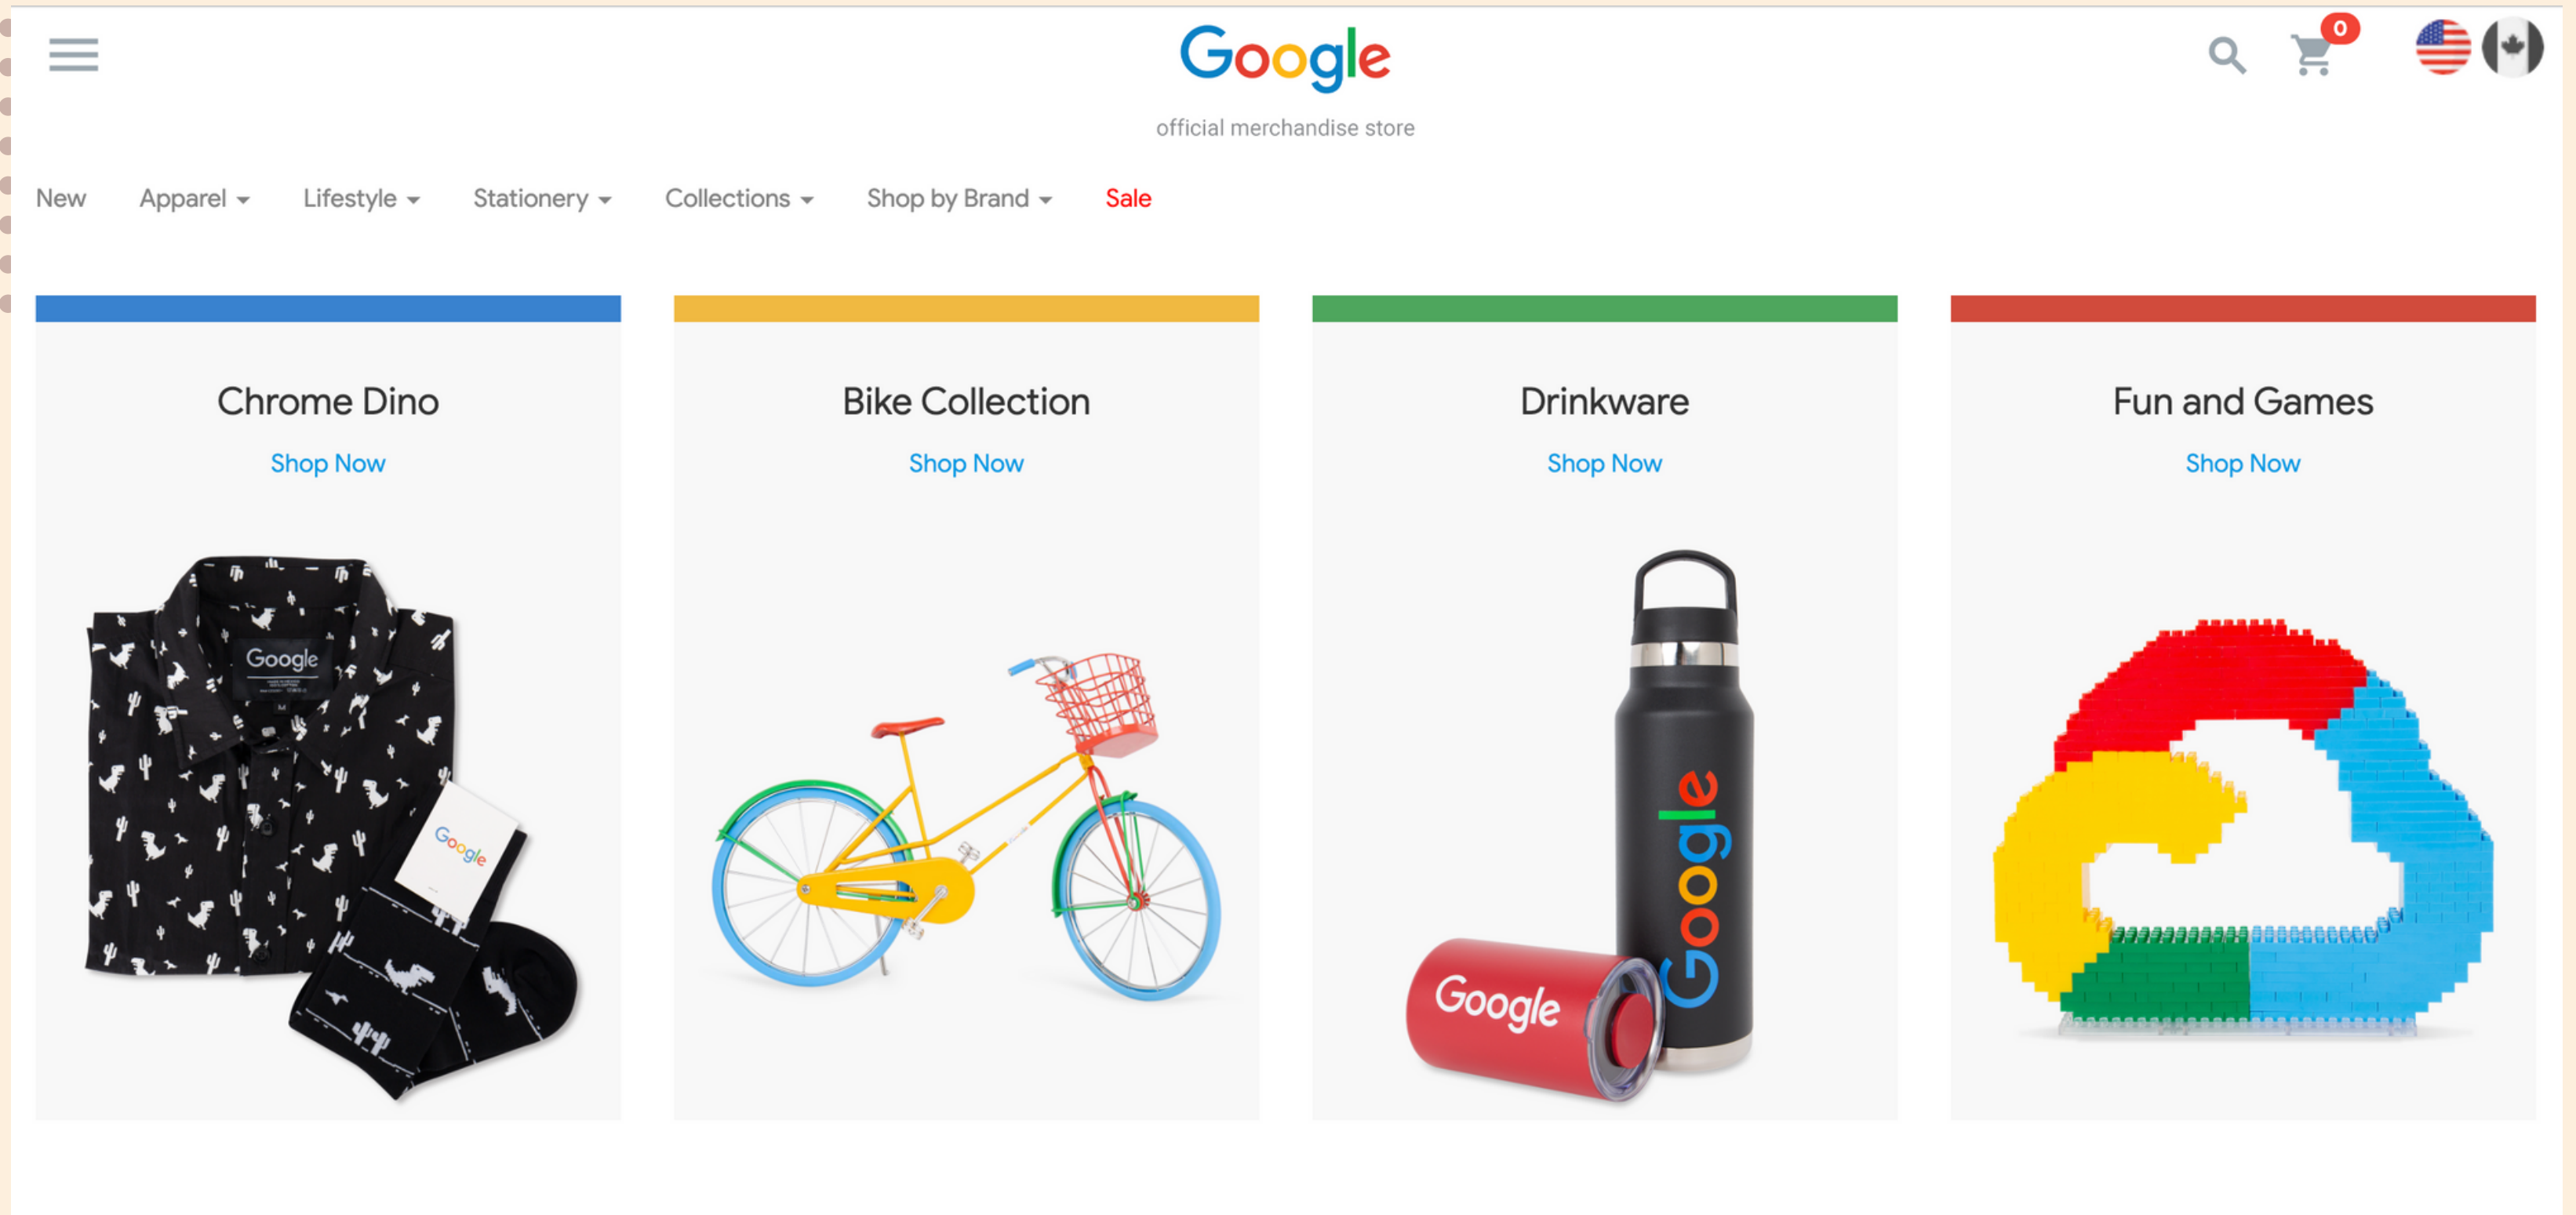 Google
0
official merchandise store
New Apparel Lifestyle Stationery Collections Shop by Brand Sale
Chrome Dino
Shop Now
Google
M
Google
Bike Collection
Shop Now
Drinkware
Shop Now
Google
Google
Fun and Games
Shop Now